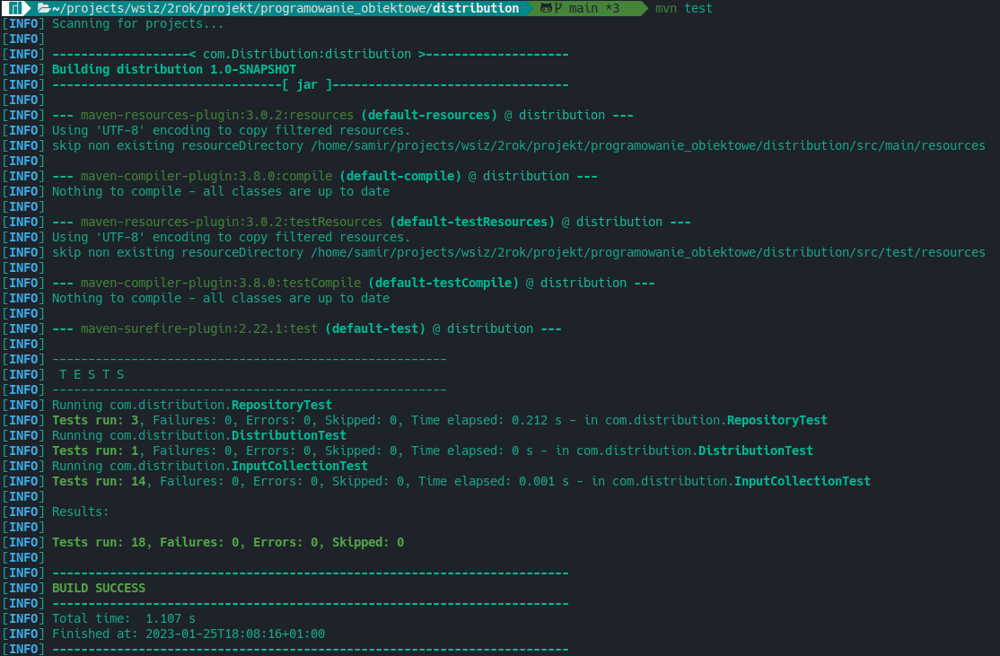 ~/projects/wsiz/2rok/projekt/programowanie_obiektowe/distribution main *3 mvn test
[INFO] Scanning for projects...
[INFO]
[INFO] -------------------< com.Distribution:distribution >--------------------
[INFO] Building distribution 1.0-SNAPSHOT
[INFO] --------------------------------[ jar ]---------------------------------
[INFO]
[INFO] --- maven-resources-plugin:3.0.2:resources (default-resources) @ distribution ---
[INFO] Using 'UTF-8' encoding to copy filtered resources.
[INFO] skip non existing resourceDirectory /home/samir/projects/wsiz/2rok/projekt/programowanie_obiektowe/distribution/src/main/resources
[INFO]
[INFO] --- maven-compiler-plugin:3.8.0:compile (default-compile) @ distribution ---
[INFO] Nothing to compile - all classes are up to date
[INFO]
[INFO] --- maven-resources-plugin:3.0.2:testResources (default-testResources) @ distribution ---
[INFO] Using 'UTF-8' encoding to copy filtered resources.
[INFO] skip non existing resourceDirectory /home/samir/projects/wsiz/2rok/projekt/programowanie_obiektowe/distribution/src/test/resources
[INFO]
[INFO] --- maven-compiler-plugin:3.8.0:testCompile (default-testCompile) @ distribution ---
[INFO] Nothing to compile - all classes are up to date
[INFO]
[INFO] --- maven-surefire-plugin:2.22.1:test (default-test) @ distribution ---
[INFO]
[INFO] -------------------------------------------------------
[INFO]  T E S T S
[INFO] -------------------------------------------------------
[INFO] Running com.distribution.RepositoryTest
[INFO] Tests run: 3, Failures: 0, Errors: 0, Skipped: 0, Time elapsed: 0.212 s - in com.distribution.RepositoryTest
[INFO] Running com.distribution.DistributionTest
[INFO] Tests run: 1, Failures: 0, Errors: 0, Skipped: 0, Time elapsed: 0 s - in com.distribution.DistributionTest
[INFO] Running com.distribution.InputCollectionTest
[INFO] Tests run: 14, Failures: 0, Errors: 0, Skipped: 0, Time elapsed: 0.001 s - in com.distribution.InputCollectionTest
[INFO]
[INFO] Results:
[INFO]
[INFO] Tests run: 18, Failures: 0, Errors: 0, Skipped: 0
[INFO]
[INFO] ------------------------------------------------------------------------
[INFO] BUILD SUCCESS
[INFO] ------------------------------------------------------------------------
[INFO] Total time:  1.107 s
[INFO] Finished at: 2023-01-25T18:08:16+01:00
[INFO] ------------------------------------------------------------------------